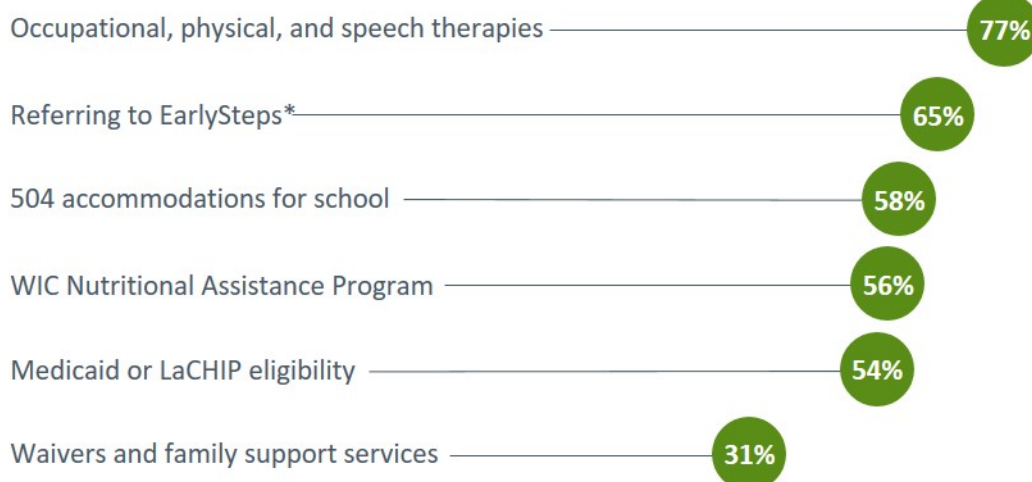 Occupational, physical, and speech therapies 77%
Referring to EarlySteps* 65%
504 accommodations for school 58%
WIC Nutritional Assistance Program 56%
Medicaid or LaCHIP eligibility 54%
Waivers and family support services 31%